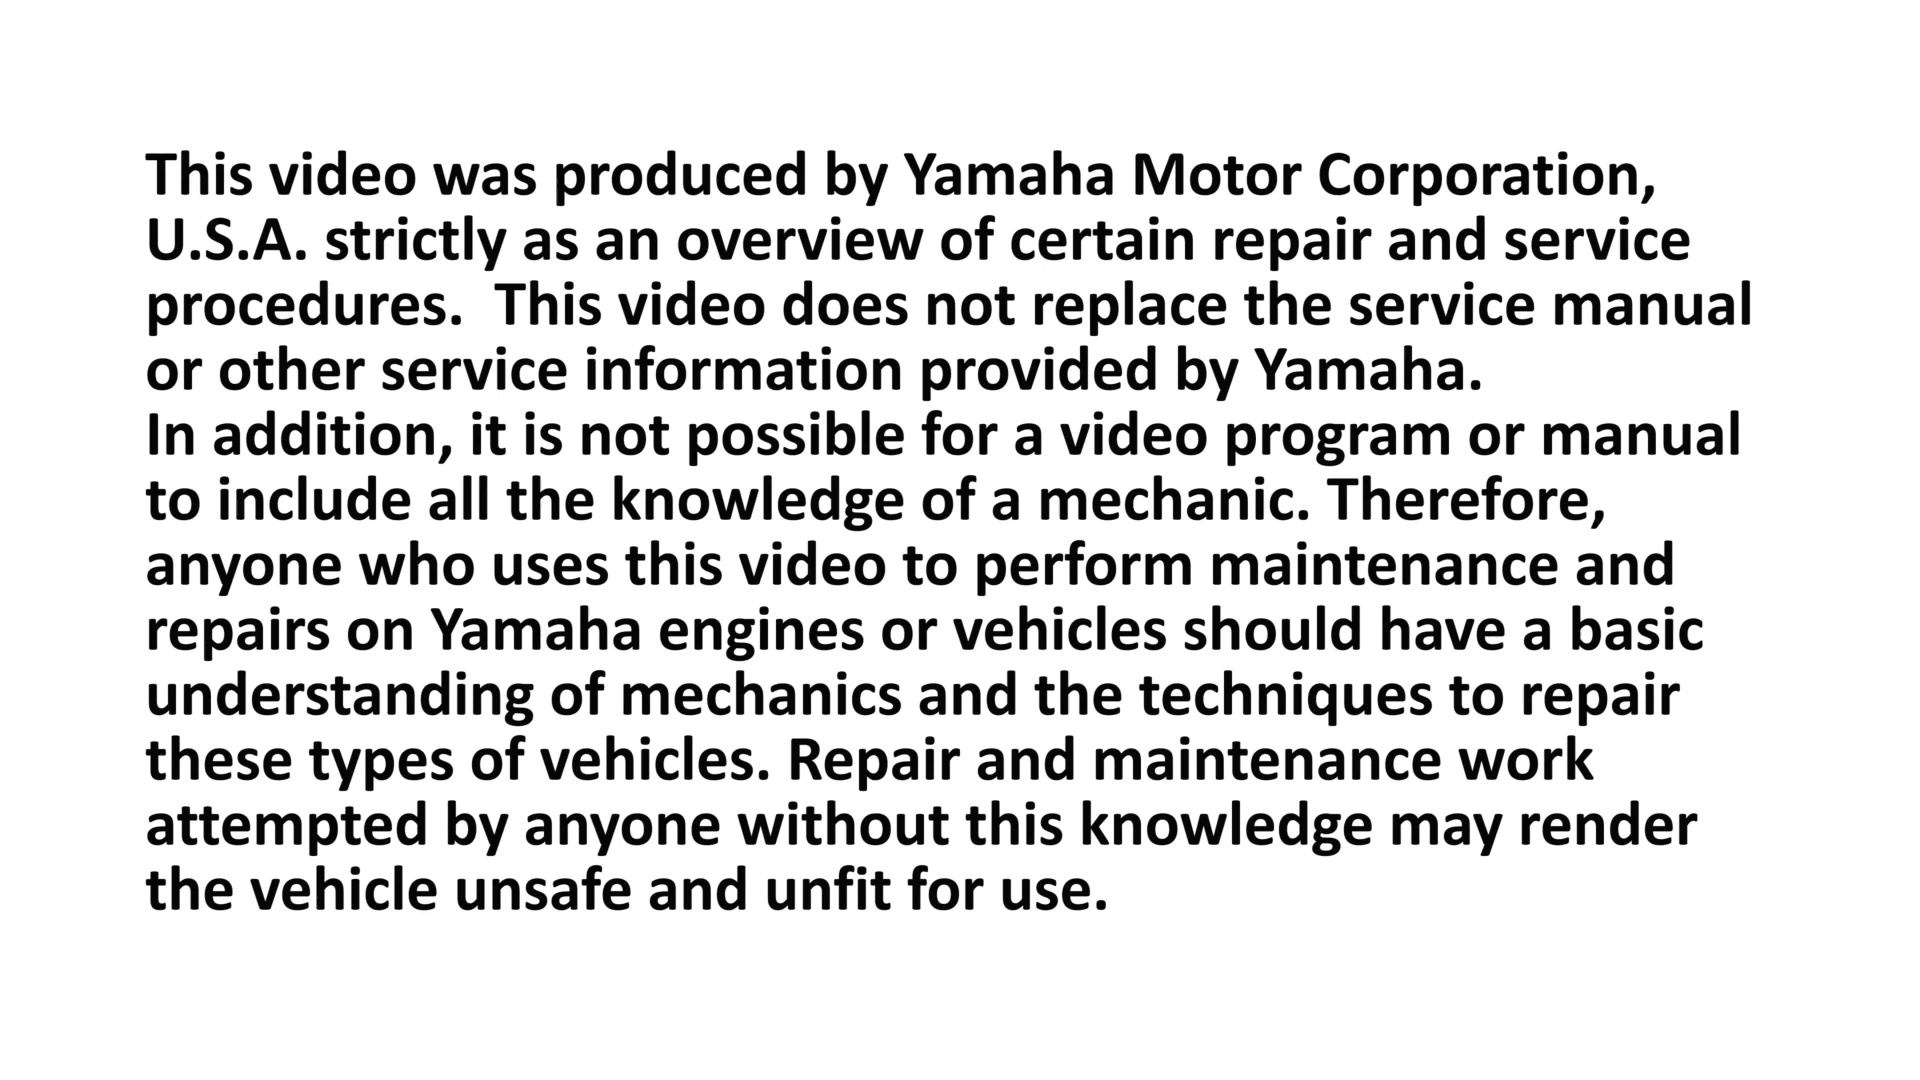 This video was produced by Yamaha Motor Corporation,
U.S.A. strictly as an overview of certain repair and service
procedures.  This video does not replace the service manual
or other service information provided by Yamaha.
In addition, it is not possible for a video program or manual
to include all the knowledge of a mechanic. Therefore,
anyone who uses this video to perform maintenance and
repairs on Yamaha engines or vehicles should have a basic
understanding of mechanics and the techniques to repair
these types of vehicles. Repair and maintenance work
attempted by anyone without this knowledge may render
the vehicle unsafe and unfit for use.